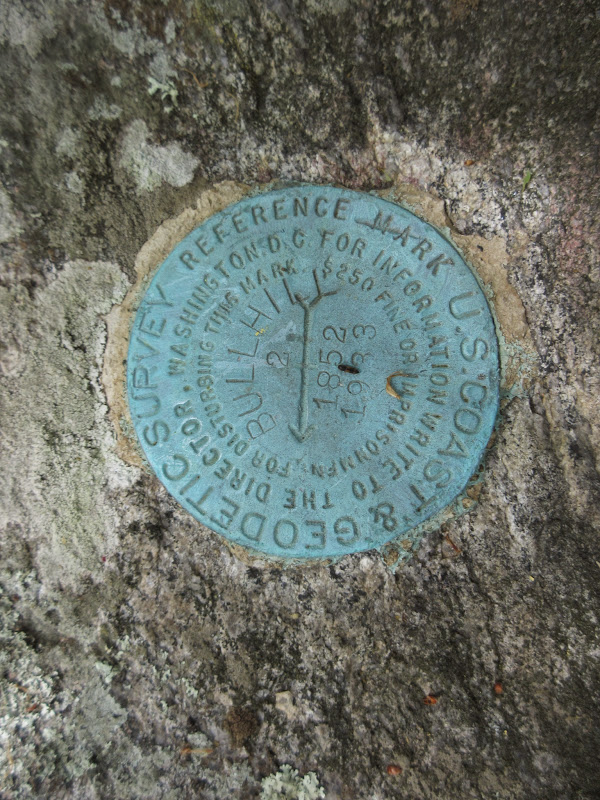 U.S. COAST & GEODETIC SURVEY
REFERENCE MARK
FOR INFORMATION WRITE TO THE DIRECTOR, WASHINGTON, D.C.
$250 FINE OR IMPRISONMENT FOR DISTURBING THIS MARK.
BULL HILL
2
1852
1933